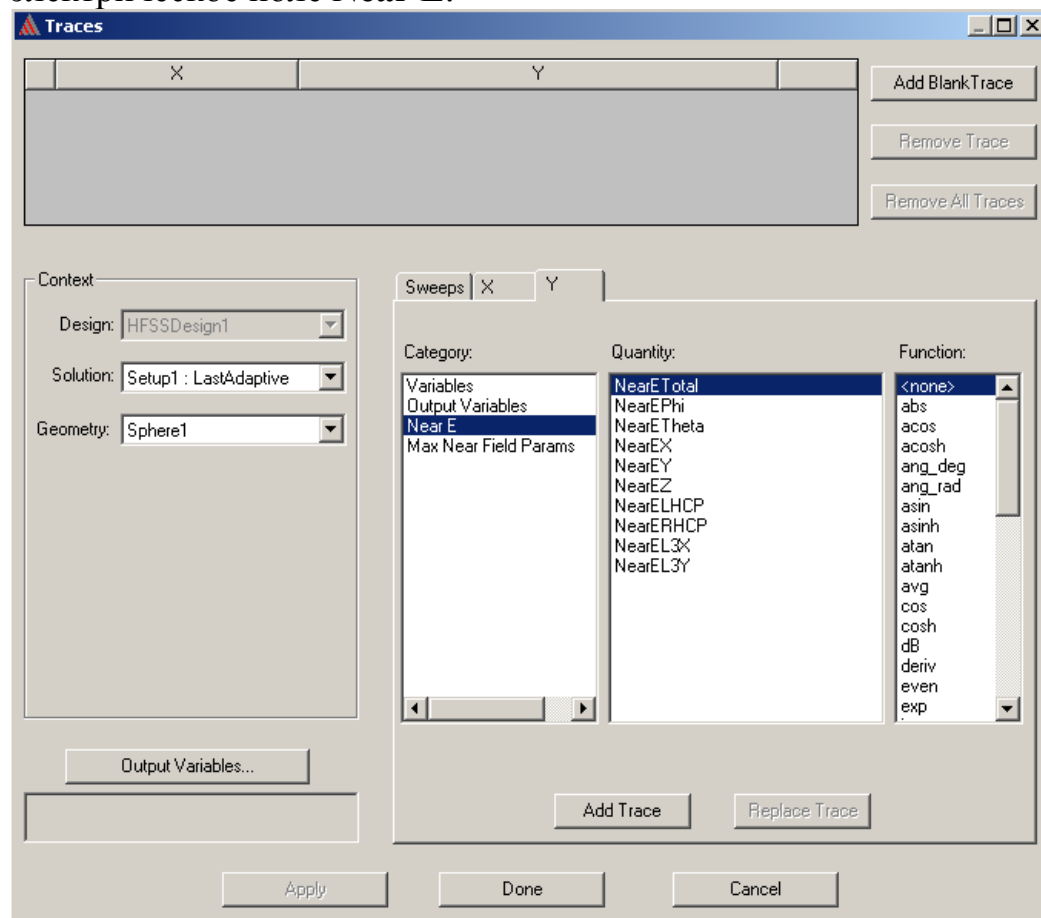 электрическое поле Near E.
Traces
X Y
Add BlankTrace
Remove Trace
Remove All Traces
Context
Design: HFSSDesign1
Solution: Setup1 : LastAdaptive
Geometry: Sphere1
Output Variables...
Sweeps X Y
Category: Quantity: Function:
Variables NearETotal <none>
Output Variables NearEPhi abs
Near E NearETheta acos
Max Near Field Params NearEX acosh
NearEY ang_deg
NearEZ ang_rad
NearELHCP asin
NearERHCP asinh
NearEL3X atan
NearEL3Y atanh
avg
cos
cosh
dB
deriv
even
exp
Add Trace Replace Trace
Apply Done Cancel